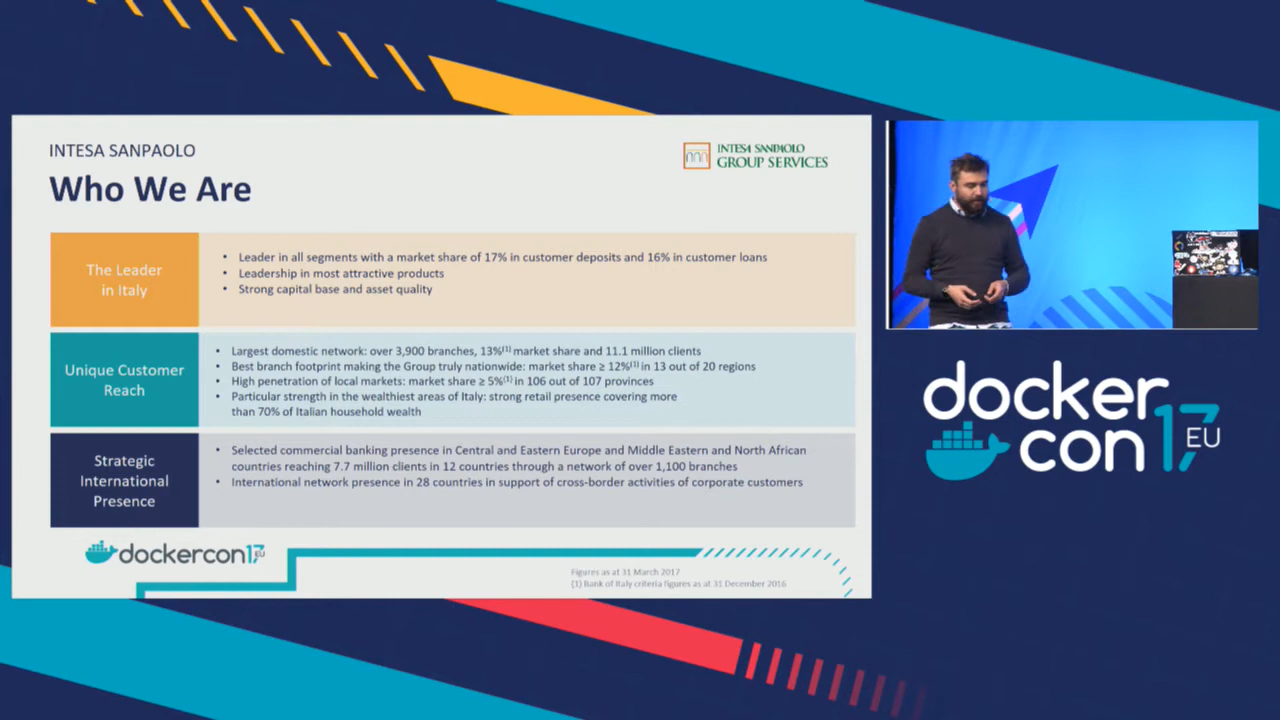 INTESA SANPAOLO
Who We Are
INTESA SANPAOLO
GROUP SERVICES
The Leader
in Italy
• Leader in all segments with a market share of 17% in customer deposits and 16% in customer loans
• Leadership in most attractive products
• Strong capital base and asset quality
Unique Customer
Reach
• Largest domestic network: over 3,900 branches, 13%(1) market share and 11.1 million clients
• Best branch footprint making the Group truly nationwide: market share ≥ 12%(1) in 13 out of 20 regions
• High penetration of local markets: market share ≥ 5%(1) in 106 out of 107 provinces
• Particular strength in the wealthiest areas of Italy: strong retail presence covering more
than 70% of Italian household wealth
Strategic
International
Presence
• Selected commercial banking presence in Central and Eastern Europe and Middle Eastern and North African
countries reaching 7.7 million clients in 12 countries through a network of over 1,100 branches
• International network presence in 28 countries in support of cross-border activities of corporate customers
dockercon17EU
Figures as at 31 March 2017
(1) Bank of Italy criteria figures as at 31 December 2016
docker
con 17 EU